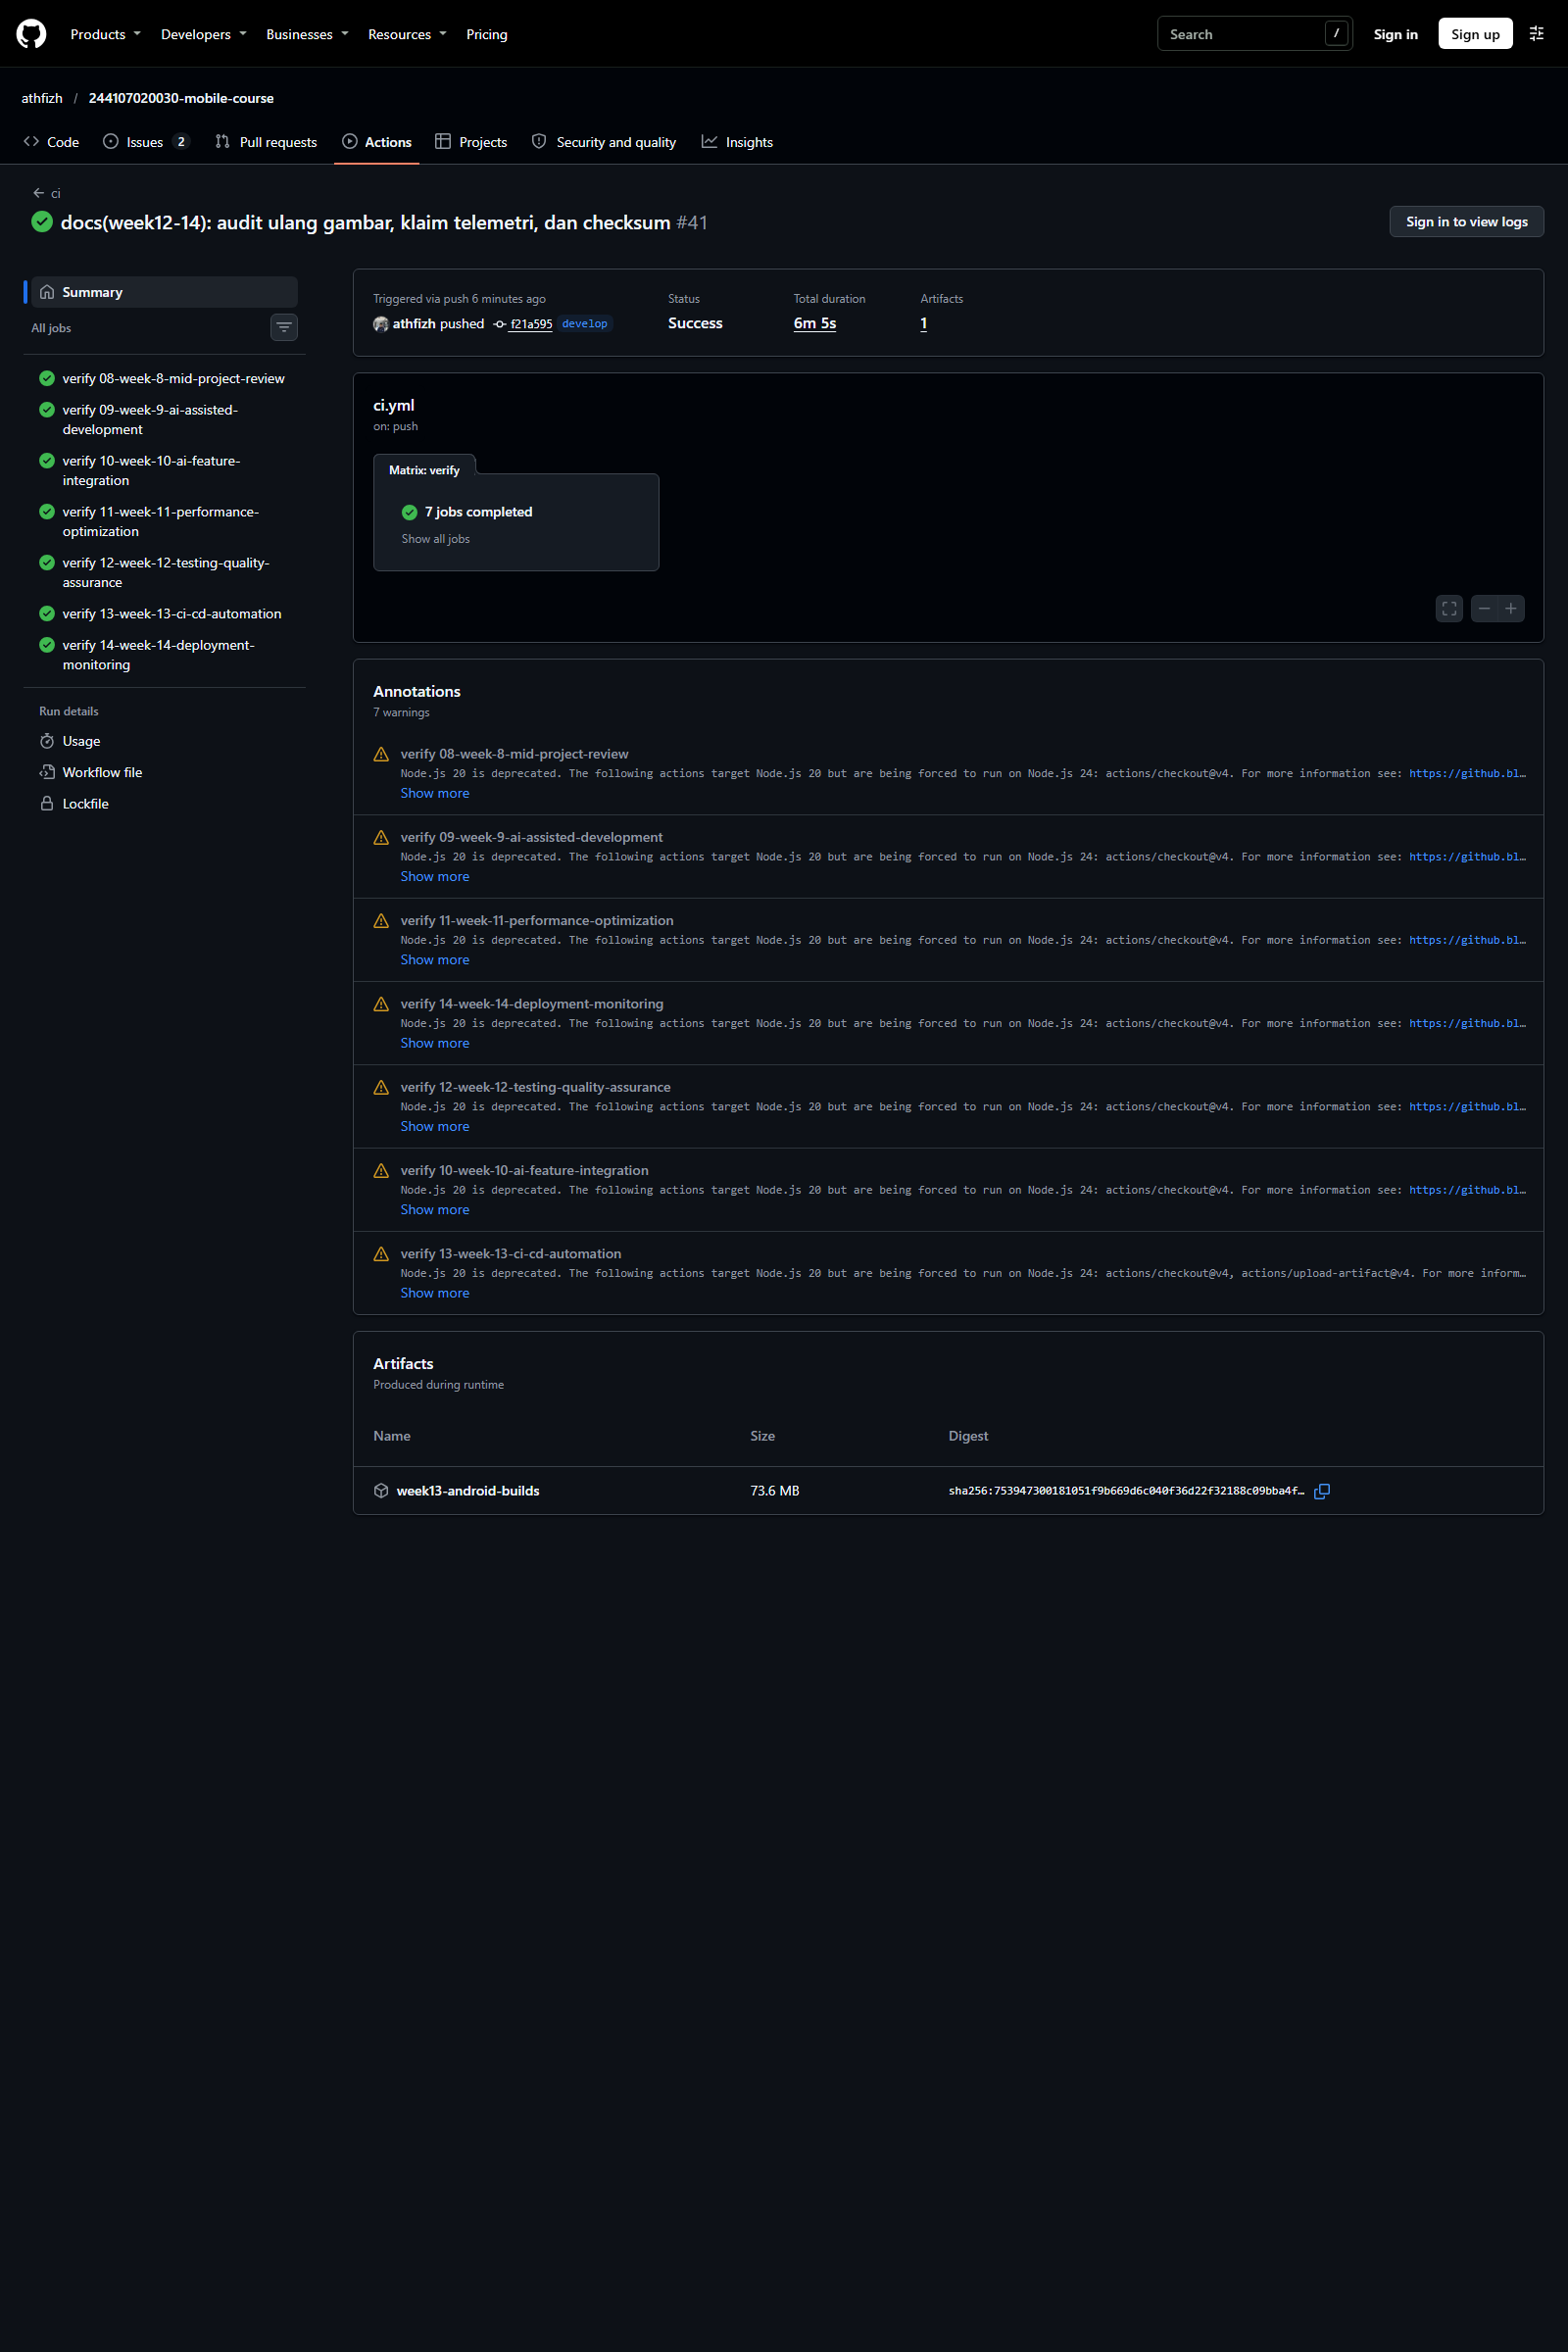 Products Developers Businesses Resources Pricing Search / Sign in Sign up
athfizh / 244107020030-mobile-course
Code Issues 2 Pull requests Actions Projects Security and quality Insights
← ci
docs(week12-14): audit ulang gambar, klaim telemetri, dan checksum #41
Sign in to view logs
Summary
All jobs
verify 08-week-8-mid-project-review
verify 09-week-9-ai-assisted-
development
verify 10-week-10-ai-feature-
integration
verify 11-week-11-performance-
optimization
verify 12-week-12-testing-quality-
assurance
verify 13-week-13-ci-cd-automation
verify 14-week-14-deployment-
monitoring
Run details
Usage
Workflow file
Lockfile
Triggered via push 6 minutes ago
athfizh pushed f21a595 develop
Status
Success
Total duration
6m 5s
Artifacts
1
ci.yml
on: push
Matrix: verify
7 jobs completed
Show all jobs
Annotations
7 warnings
verify 08-week-8-mid-project-review
Node.js 20 is deprecated. The following actions target Node.js 20 but are being forced to run on Node.js 24: actions/checkout@v4. For more information see: https://github.bl…
Show more
verify 09-week-9-ai-assisted-development
Node.js 20 is deprecated. The following actions target Node.js 20 but are being forced to run on Node.js 24: actions/checkout@v4. For more information see: https://github.bl…
Show more
verify 11-week-11-performance-optimization
Node.js 20 is deprecated. The following actions target Node.js 20 but are being forced to run on Node.js 24: actions/checkout@v4. For more information see: https://github.bl…
Show more
verify 14-week-14-deployment-monitoring
Node.js 20 is deprecated. The following actions target Node.js 20 but are being forced to run on Node.js 24: actions/checkout@v4. For more information see: https://github.bl…
Show more
verify 12-week-12-testing-quality-assurance
Node.js 20 is deprecated. The following actions target Node.js 20 but are being forced to run on Node.js 24: actions/checkout@v4. For more information see: https://github.bl…
Show more
verify 10-week-10-ai-feature-integration
Node.js 20 is deprecated. The following actions target Node.js 20 but are being forced to run on Node.js 24: actions/checkout@v4. For more information see: https://github.bl…
Show more
verify 13-week-13-ci-cd-automation
Node.js 20 is deprecated. The following actions target Node.js 20 but are being forced to run on Node.js 24: actions/checkout@v4, actions/upload-artifact@v4. For more inform…
Show more
Artifacts
Produced during runtime
Name Size Digest
week13-android-builds 73.6 MB sha256:753947300181051f9b669d6c040f36d22f32188c09bba4f…